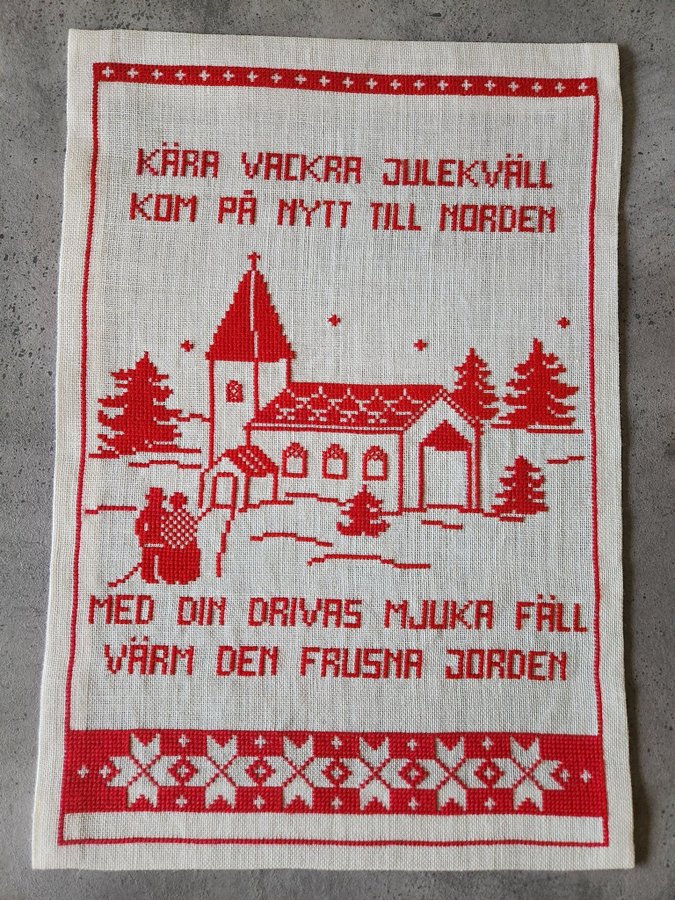 KÄRA VACKRA JULEKVÄLL
KOM PÅ NYTT TILL NORDEN
MED DIN DRIVAS MJUKA FÄLL
VÄRM DEN FRUSNA JORDEN